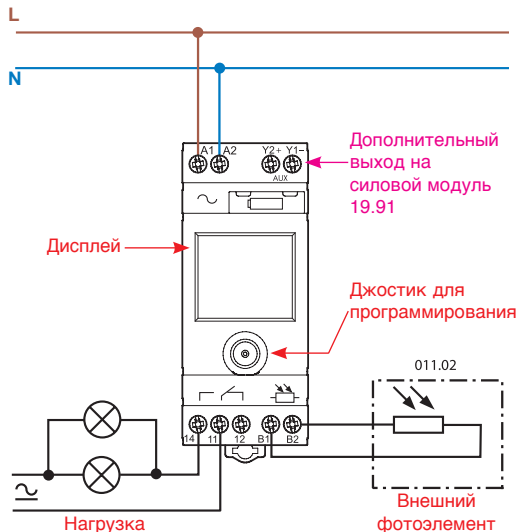 L
N
A1 A2 Y2+ Y1-
AUX
Дополнительный
выход на
силовой модуль
19.91
Дисплей
Джостик для
программирования
011.02
14 11 12 B1 B2
Нагрузка
Внешний
фотоэлемент